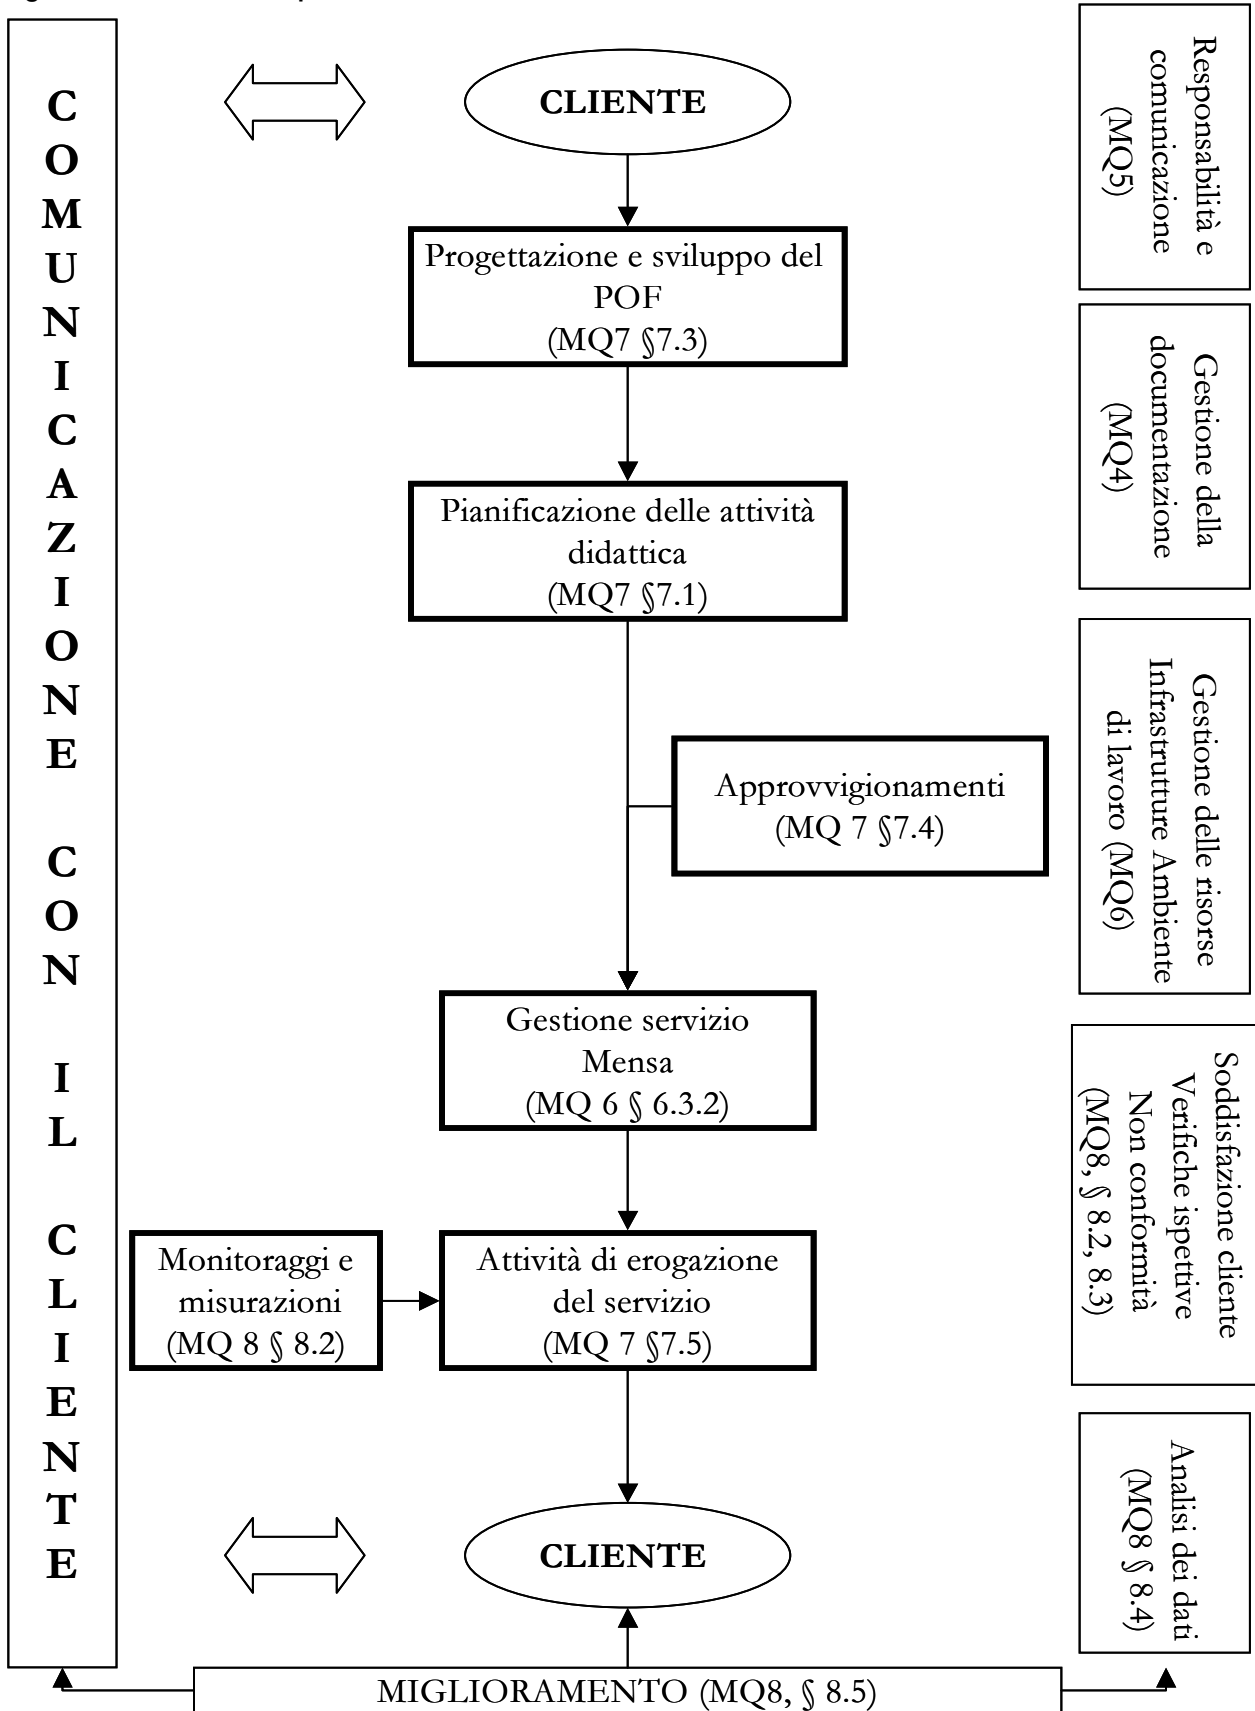 COMUNICAZIONE CON IL CLIENTE
CLIENTE
Progettazione e sviluppo del
POF
(MQ7 §7.3)
Pianificazione delle attività
didattica
(MQ7 §7.1)
Approvvigionamenti
(MQ 7 §7.4)
Gestione servizio
Mensa
(MQ 6 § 6.3.2)
Monitoraggi e
misurazioni
(MQ 8 § 8.2)
Attività di erogazione
del servizio
(MQ 7 §7.5)
CLIENTE
MIGLIORAMENTO (MQ8, § 8.5)
Responsabilità e
comunicazione
(MQ5)
Gestione della
documentazione
(MQ4)
Gestione delle risorse
Infrastrutture Ambiente
di lavoro (MQ6)
Soddisfazione cliente
Verifiche ispettive
Non conformità
(MQ8, § 8.2, 8.3)
Analisi dei dati
(MQ8 § 8.4)